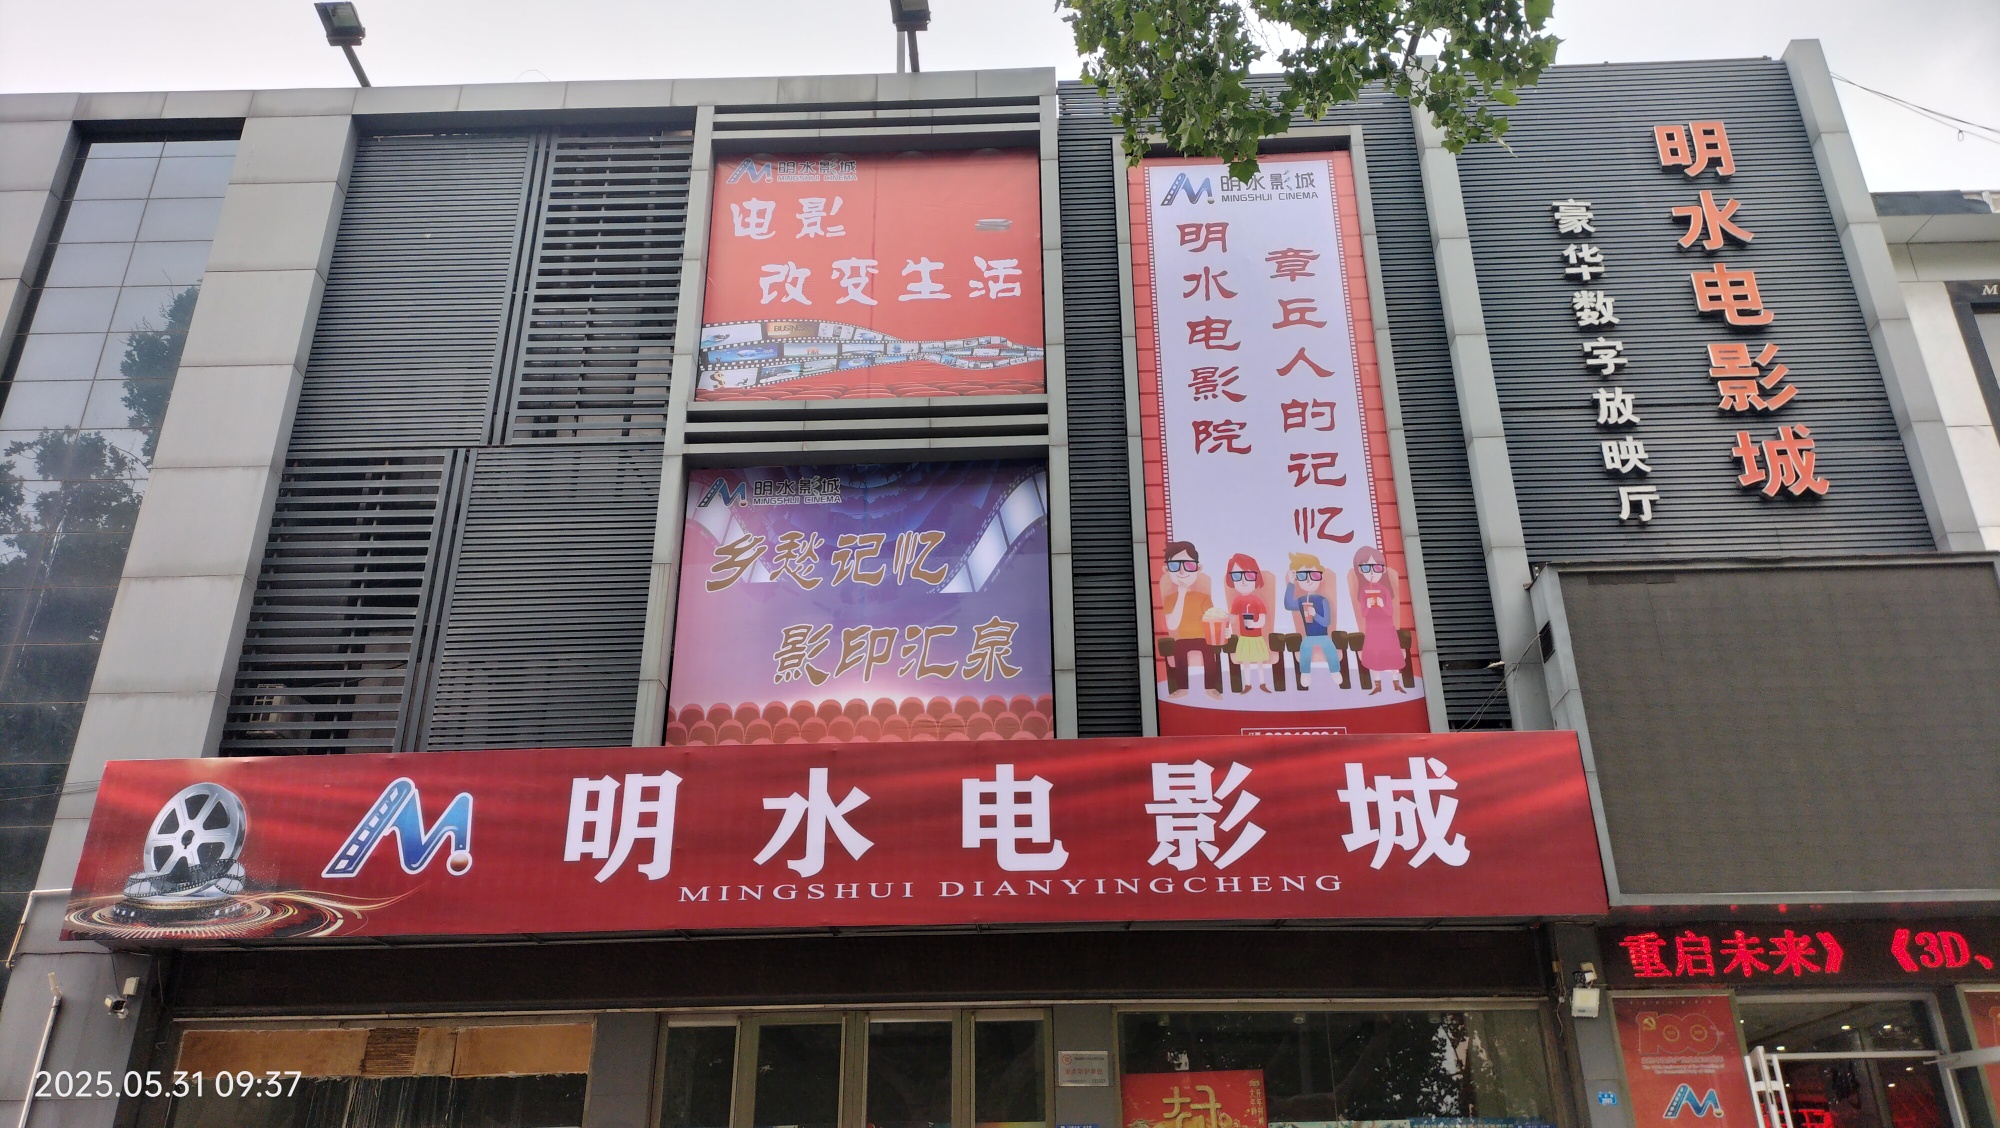 明水影城
MINGSHUI CINEMA
电影
改变生活
BUSINESS
明水影城
MINGSHUI CINEMA
乡愁记忆
影印汇泉
明水影城
MINGSHUI CINEMA
章丘人的记忆
明水电影院
明水电影城
豪华数字放映厅
明水电影城
MINGSHUI DIANYINGCHENG
重启未来》《3D、
100
2025.05.31 09:37